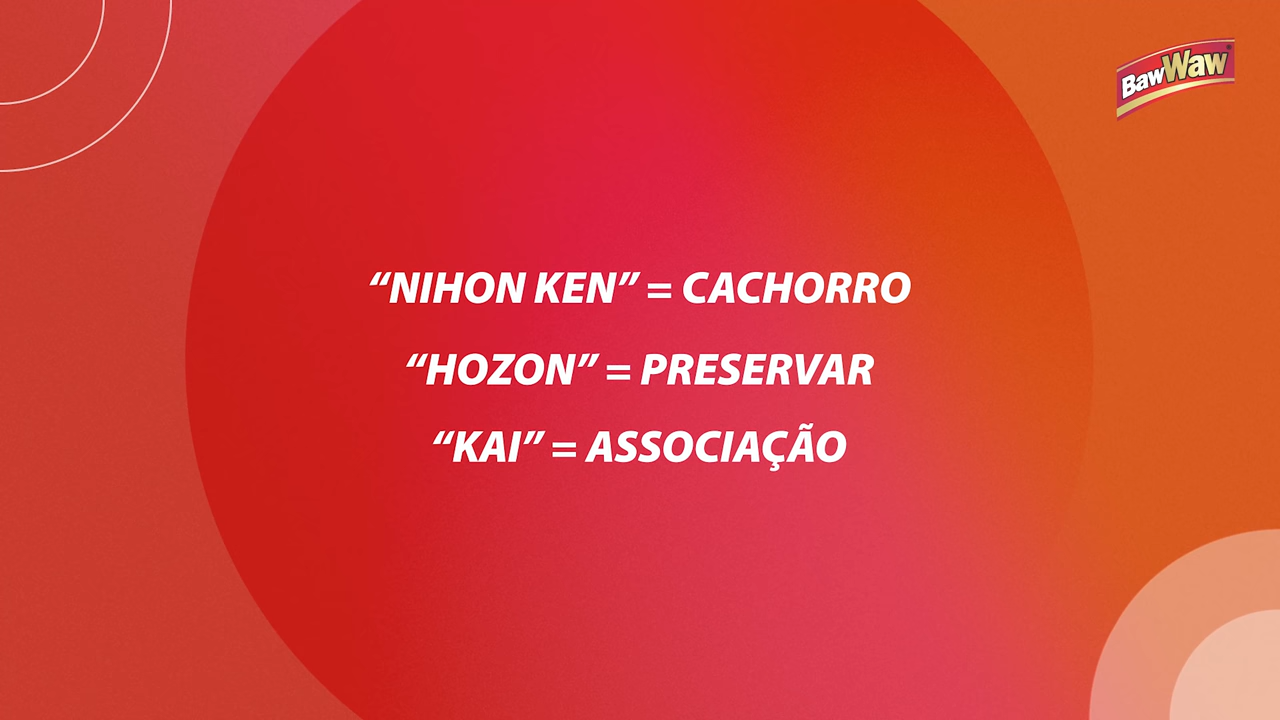 BawWaw
“NIHON KEN” = CACHORRO
“HOZON” = PRESERVAR
“KAI” = ASSOCIAÇÃO